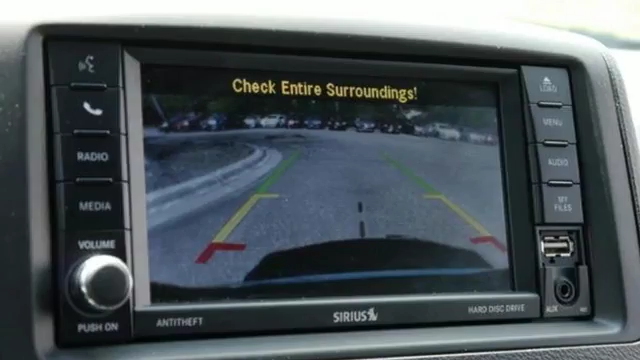 Check Entire Surroundings!
RADIO
MEDIA
VOLUME
PUSH ON
LOAD
MENU
AUDIO
MY
FILES
AUX
ANTITHEFT
SIRIUS
HARD DISC DRIVE